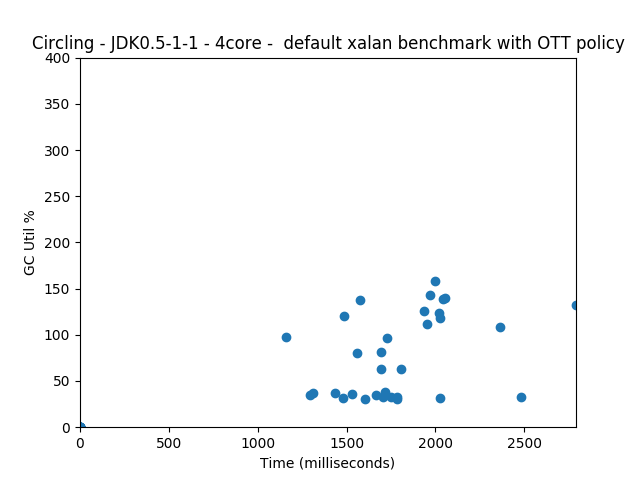 Circling - JDK0.5-1-1 - 4core -  default xalan benchmark with OTT policy
400
350
300
250
200
150
100
50
0
GC Util %
0 500 1000 1500 2000 2500
Time (milliseconds)